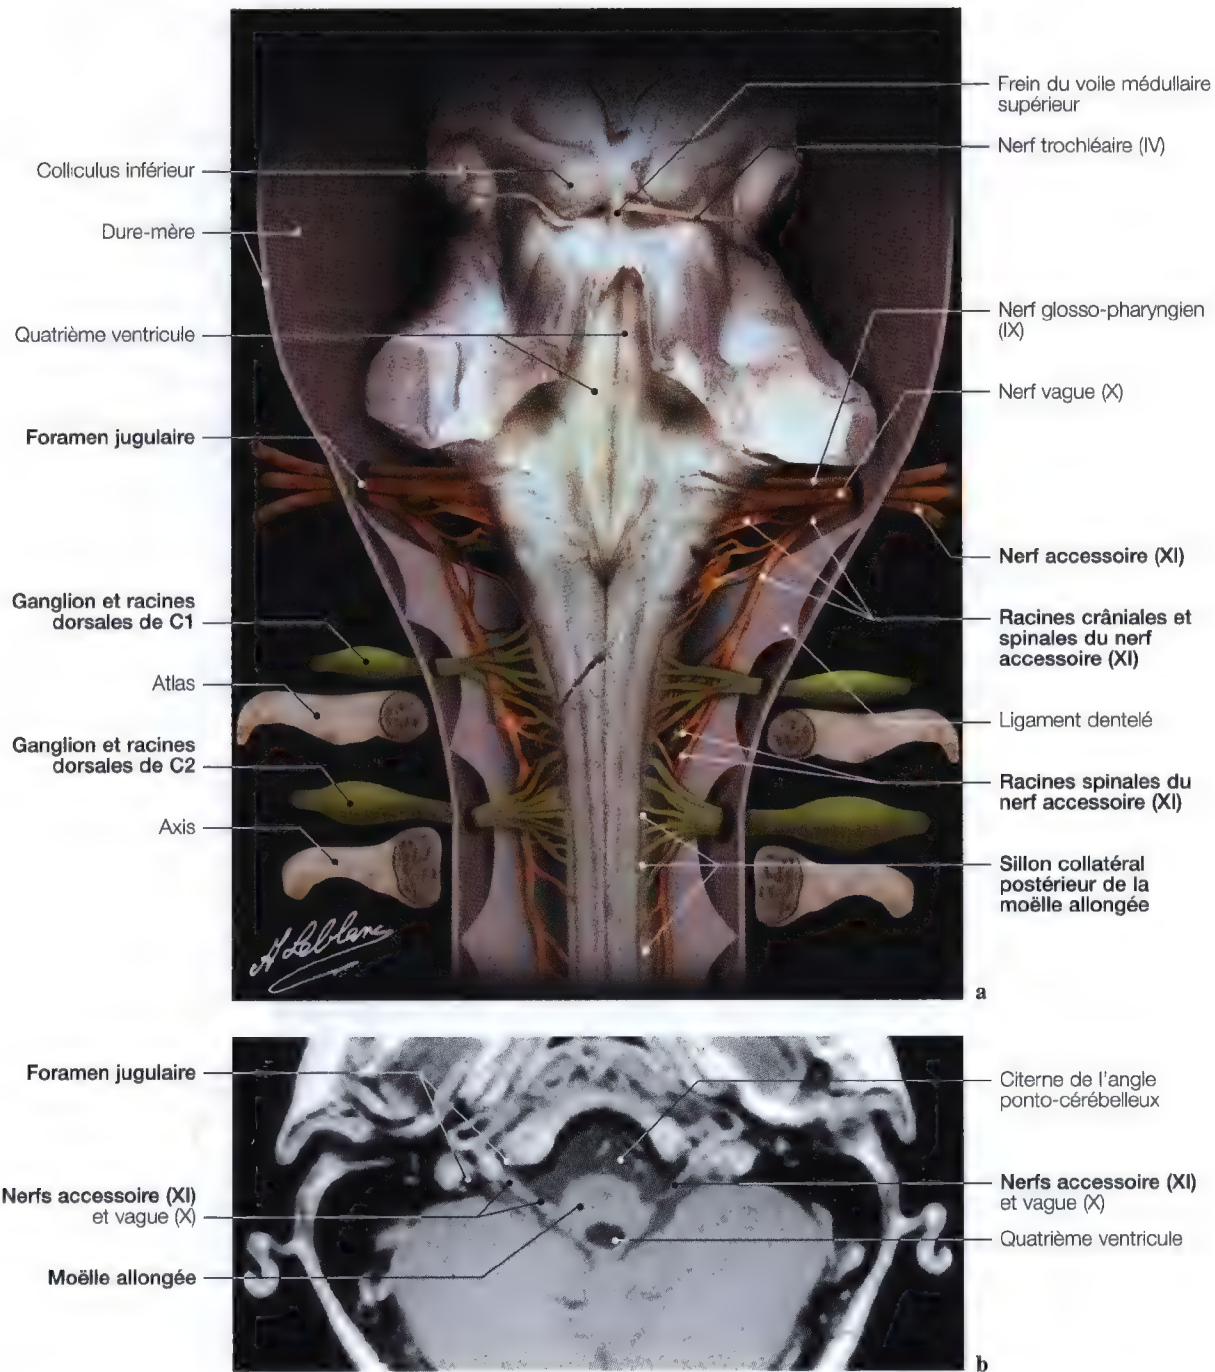 Frein du voile médullaire
supérieur
Nerf trochléaire (IV)
Colliculus inférieur
Dure-mère
Nerf glosso-pharyngien
(IX)
Quatrième ventricule
Nerf vague (X)
Foramen jugulaire
Nerf accessoire (XI)
Ganglion et racines
dorsales de C1
Racines crâniales et
spinales du nerf
accessoire (XI)
Atlas
Ligament dentelé
Ganglion et racines
dorsales de C2
Racines spinales du
nerf accessoire (XI)
Axis
Sillon collatéral
postérieur de la
moëlle allongée
A Leblanc
a
Foramen jugulaire
Citerne de l'angle
ponto-cérébelleux
Nerfs accessoire (XI)
et vague (X)
Nerfs accessoire (XI)
et vague (X)
Quatrième ventricule
Moëlle allongée
b